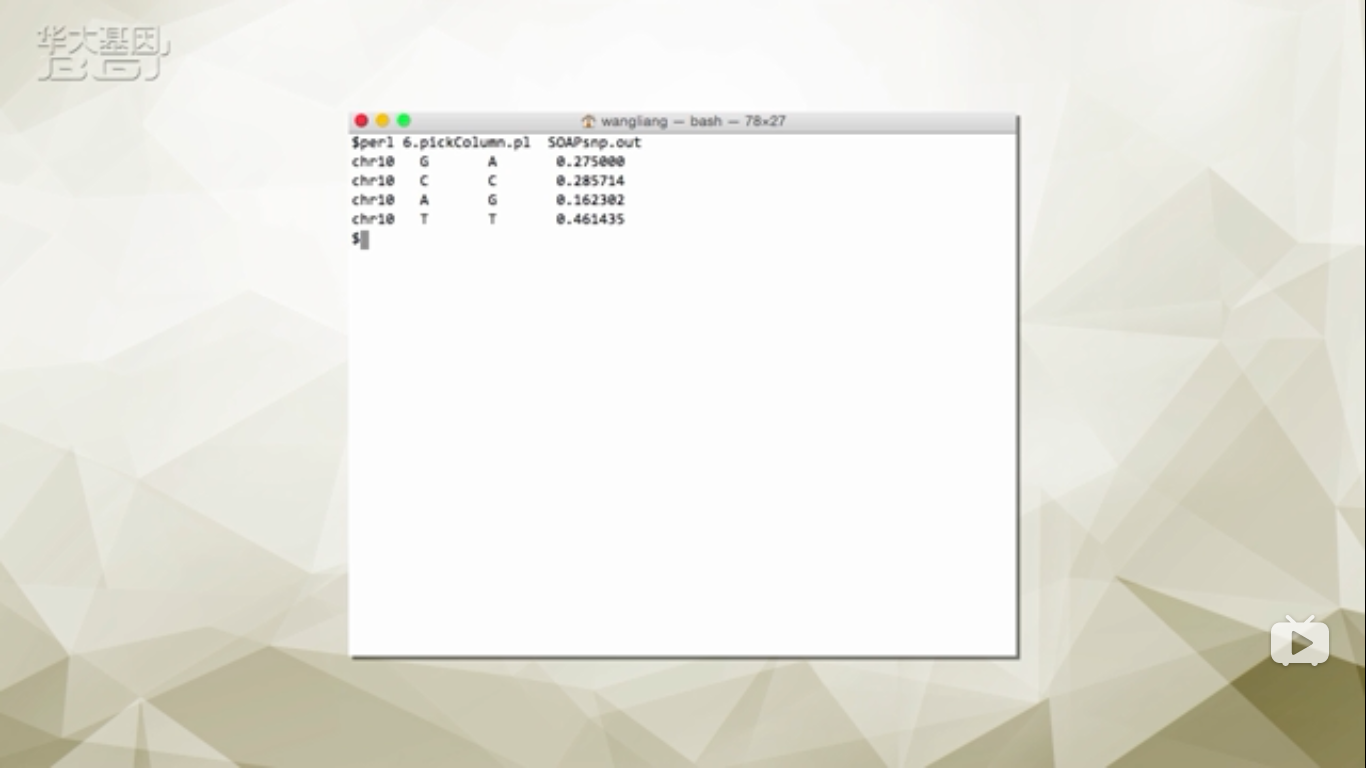 华大基因
BGI
wangliang — bash — 78×27
$perl 6.pickColumn.pl  SOAPsnp.out
chr10   G       A       0.275000
chr10   C       C       0.285714
chr10   A       G       0.162302
chr10   T       T       0.461435
$